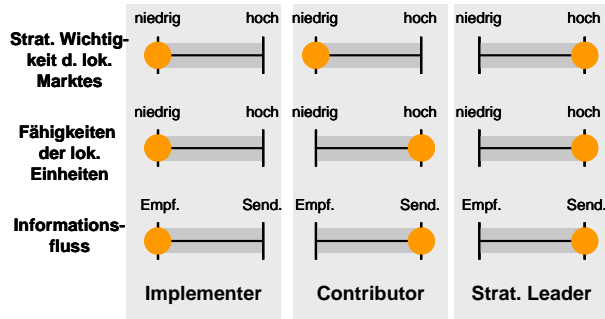 niedrig hoch niedrig hoch niedrig hoch
Strat. Wichtig-
keit d. lok.
Marktes
niedrig hoch niedrig hoch niedrig hoch
Fähigkeiten
der lok.
Einheiten
Empf. Send. Empf. Send. Empf. Send.
Informations-
fluss
Implementer Contributor Strat. Leader